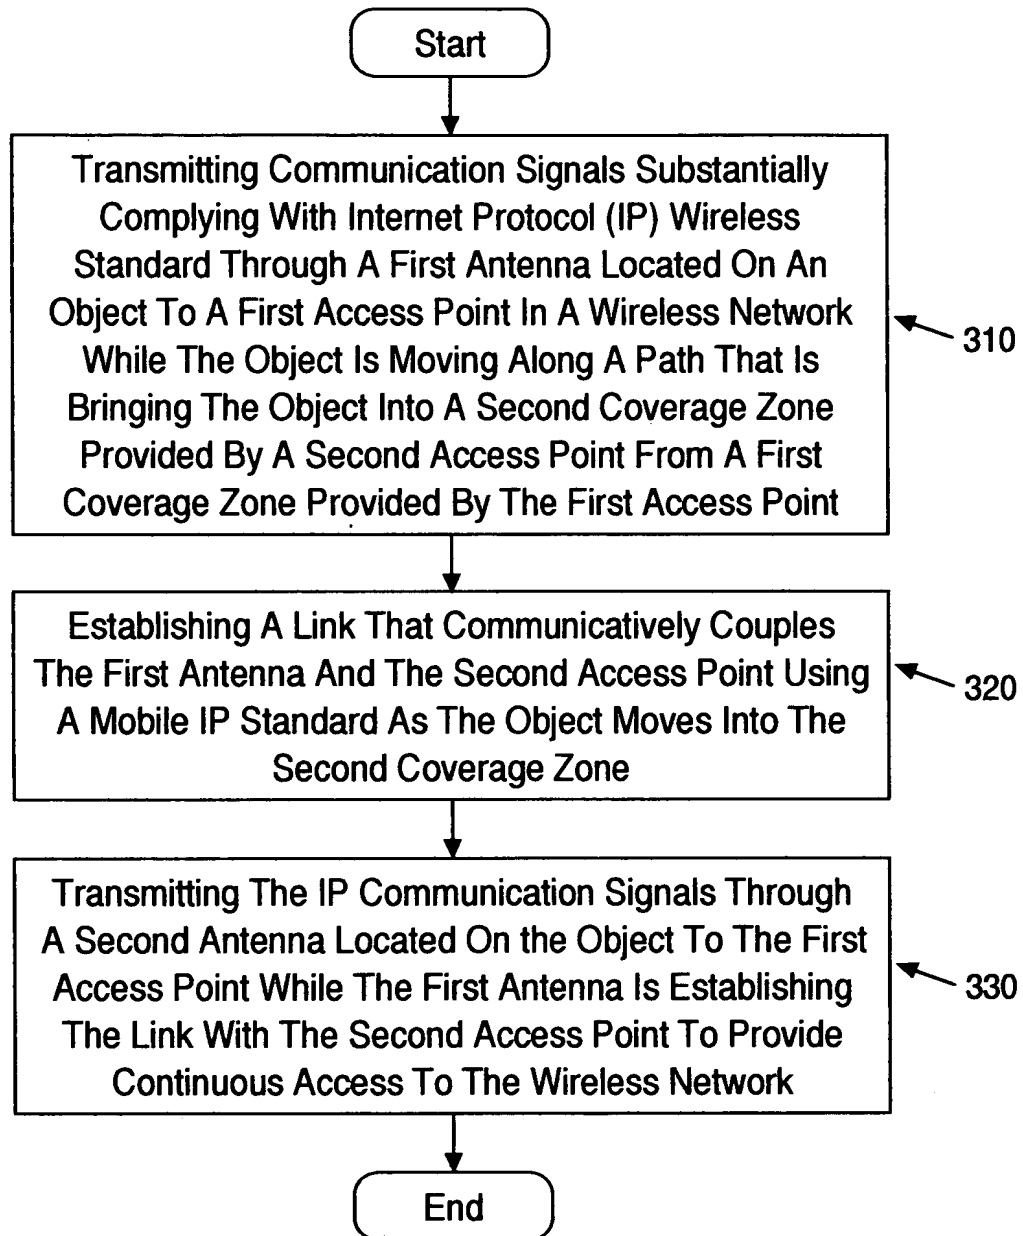 Start
Transmitting Communication Signals Substantially
Complying With Internet Protocol (IP) Wireless
Standard Through A First Antenna Located On An
Object To A First Access Point In A Wireless Network
While The Object Is Moving Along A Path That Is
Bringing The Object Into A Second Coverage Zone
Provided By A Second Access Point From A First
Coverage Zone Provided By The First Access Point
310
Establishing A Link That Communicatively Couples
The First Antenna And The Second Access Point Using
A Mobile IP Standard As The Object Moves Into The
Second Coverage Zone
320
Transmitting The IP Communication Signals Through
A Second Antenna Located On the Object To The First
Access Point While The First Antenna Is Establishing
The Link With The Second Access Point To Provide
Continuous Access To The Wireless Network
330
End